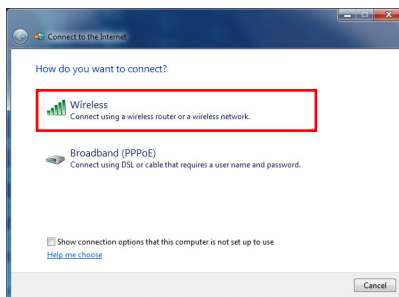 Connect to the Internet
How do you want to connect?
Wireless
Connect using a wireless router or a wireless network.
Broadband (PPPoE)
Connect using DSL or cable that requires a user name and password.
Show connection options that this computer is not set up to use
Help me choose
Cancel